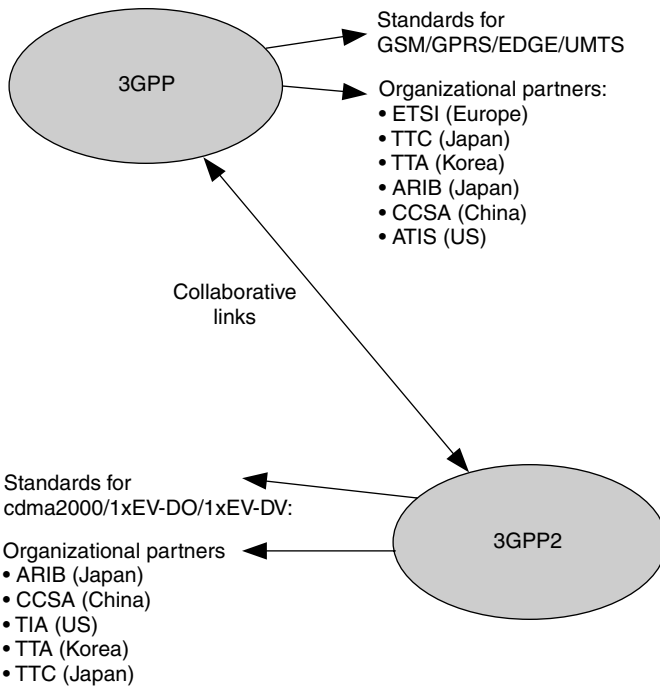 3GPP
Standards for
GSM/GPRS/EDGE/UMTS
Organizational partners:
• ETSI (Europe)
• TTC (Japan)
• TTA (Korea)
• ARIB (Japan)
• CCSA (China)
• ATIS (US)
Collaborative
links
Standards for
cdma2000/1xEV-DO/1xEV-DV:
Organizational partners
• ARIB (Japan)
• CCSA (China)
• TIA (US)
• TTA (Korea)
• TTC (Japan)
3GPP2